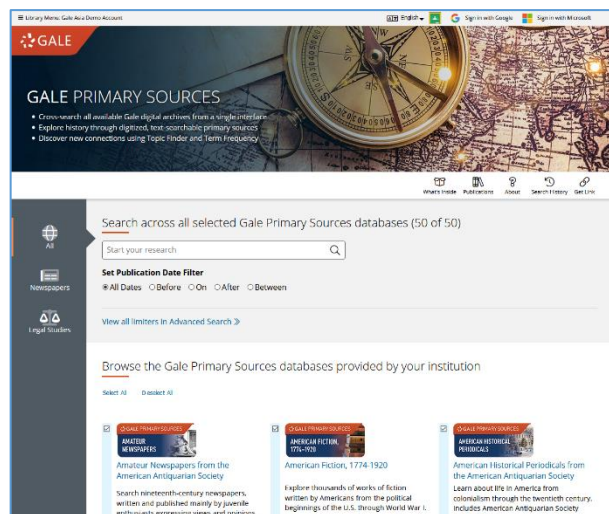 Library Menu: Gale Asia Demo Account
English
Sign in with Google
Sign in with Microsoft
GALE
GALE PRIMARY SOURCES
Cross-search all available Gale digital archives from a single interface
Explore history through digitized, text-searchable primary sources
Discover new connections using Topic Finder and Term Frequency
What's Inside
Publications
About
Search History
Get Link
All
Newspapers
Legal Studies
Search across all selected Gale Primary Sources databases (50 of 50)
Start your research
Set Publication Date Filter
All Dates Before On After Between
View all limiters in Advanced Search »
Browse the Gale Primary Sources databases provided by your institution
Select All Deselect All
GALE PRIMARY SOURCES
AMATEUR
NEWSPAPERS
Amateur Newspapers from the
American Antiquarian Society
Search nineteenth-century newspapers,
written and published mainly by juvenile
enthusiasts expressing views and opinions
GALE PRIMARY SOURCES
AMERICAN FICTION,
1774–1920
American Fiction, 1774-1920
Explore thousands of works of fiction
written by Americans from the political
beginnings of the U.S. through World War I.
GALE PRIMARY SOURCES
AMERICAN HISTORICAL
PERIODICALS
American Historical Periodicals from
the American Antiquarian Society
Learn about life in America from
colonialism through the twentieth century.
Includes American Antiquarian Society